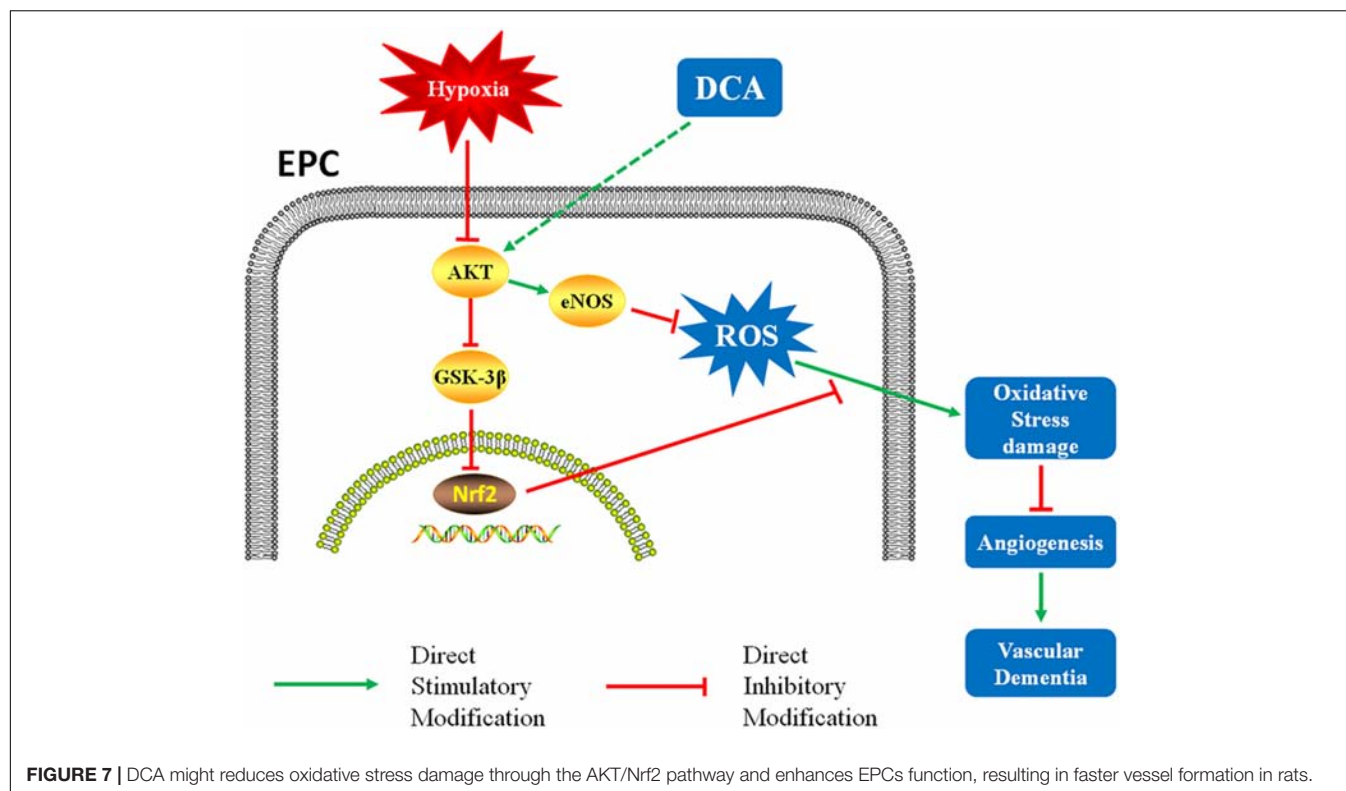 Hypoxia
DCA
EPC
AKT
eNOS
ROS
GSK-3β
Nrf2
Oxidative
Stress
damage
Angiogenesis
Vascular
Dementia
Direct
Stimulatory
Modification
Direct
Inhibitory
Modification
FIGURE 7 | DCA might reduces oxidative stress damage through the AKT/Nrf2 pathway and enhances EPCs function, resulting in faster vessel formation in rats.